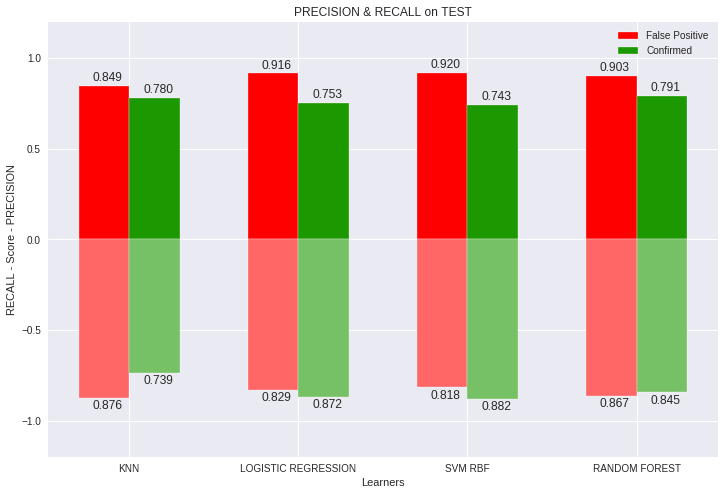 PRECISION & RECALL on TEST
False Positive
Confirmed
RECALL - Score - PRECISION
1.0
0.5
0.0
−0.5
−1.0
0.849
0.780
0.916
0.753
0.920
0.743
0.903
0.791
0.876
0.739
0.829
0.872
0.818
0.882
0.867
0.845
KNN
LOGISTIC REGRESSION
SVM RBF
RANDOM FOREST
Learners